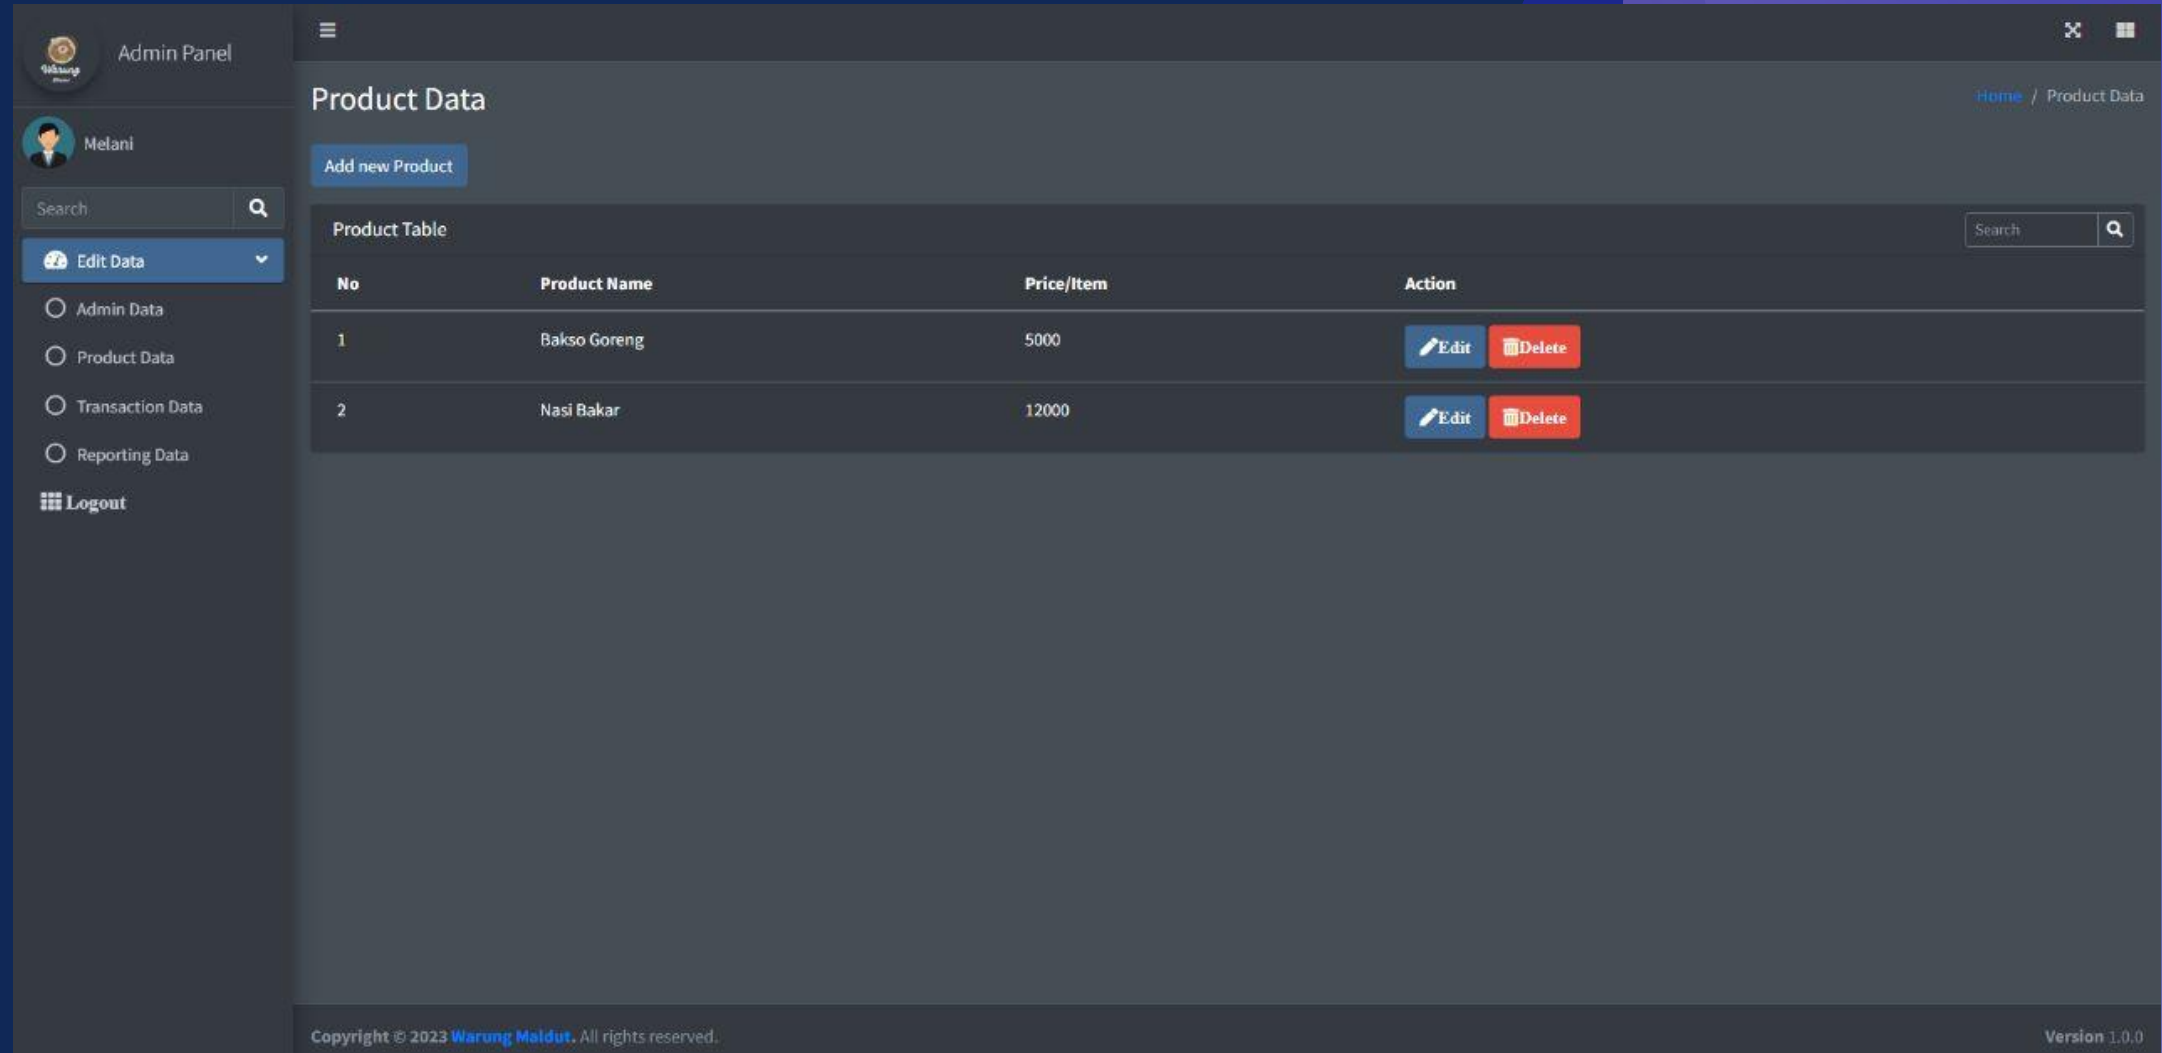 Warung
Admin Panel
Melani
Search
Edit Data
Admin Data
Product Data
Transaction Data
Reporting Data
Logout
Product Data
Home / Product Data
Add new Product
Product Table
Search
No Product Name Price/Item Action
1 Bakso Goreng 5000 Edit Delete
2 Nasi Bakar 12000 Edit Delete
Copyright © 2023 Warung Maldut. All rights reserved.
Version 1.0.0